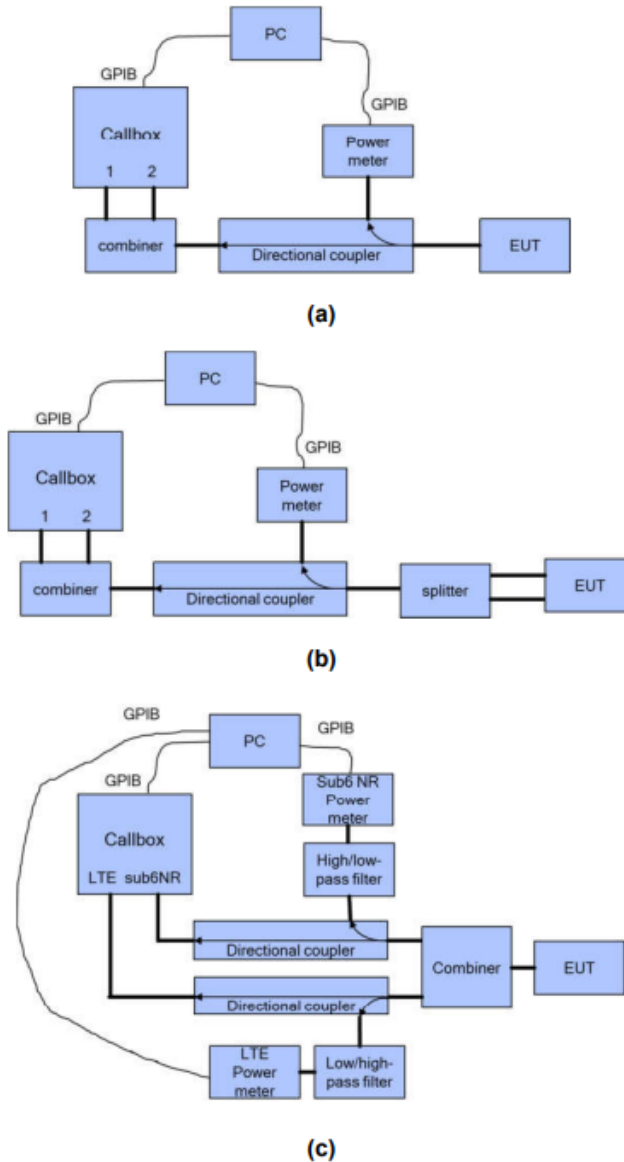 PC
GPIB
GPIB
Callbox
1 2
Power
meter
combiner
Directional coupler
EUT
(a)
PC
GPIB
GPIB
Callbox
1 2
Power
meter
combiner
Directional coupler
splitter
EUT
(b)
GPIB
PC
GPIB
GPIB
Sub6 NR
Power
meter
Callbox
LTE sub6NR
High/low-
pass filter
Directional coupler
Combiner
EUT
Directional coupler
LTE
Power
meter
Low/high-
pass filter
(c)